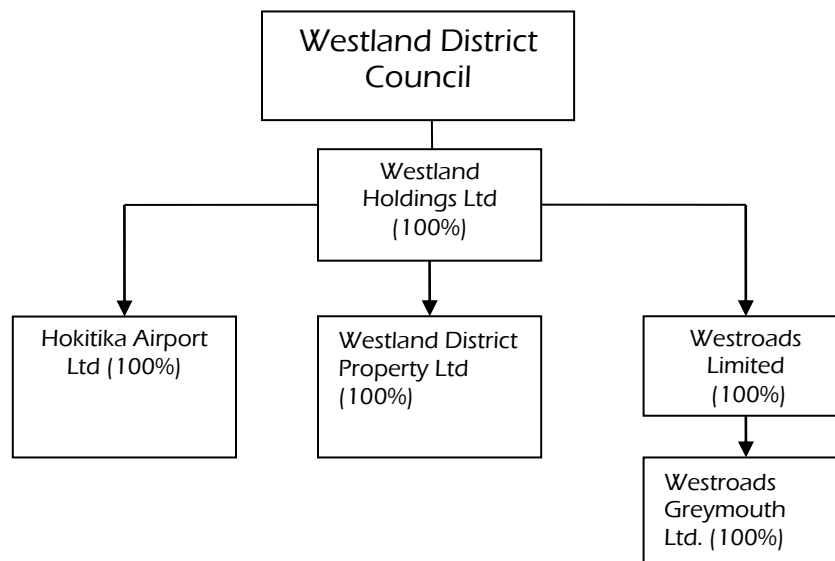 Westland District
Council
Westland
Holdings Ltd
(100%)
Hokitika Airport
Ltd (100%)
Westland District
Property Ltd
(100%)
Westroads
Limited
(100%)
Westroads
Greymouth
Ltd. (100%)